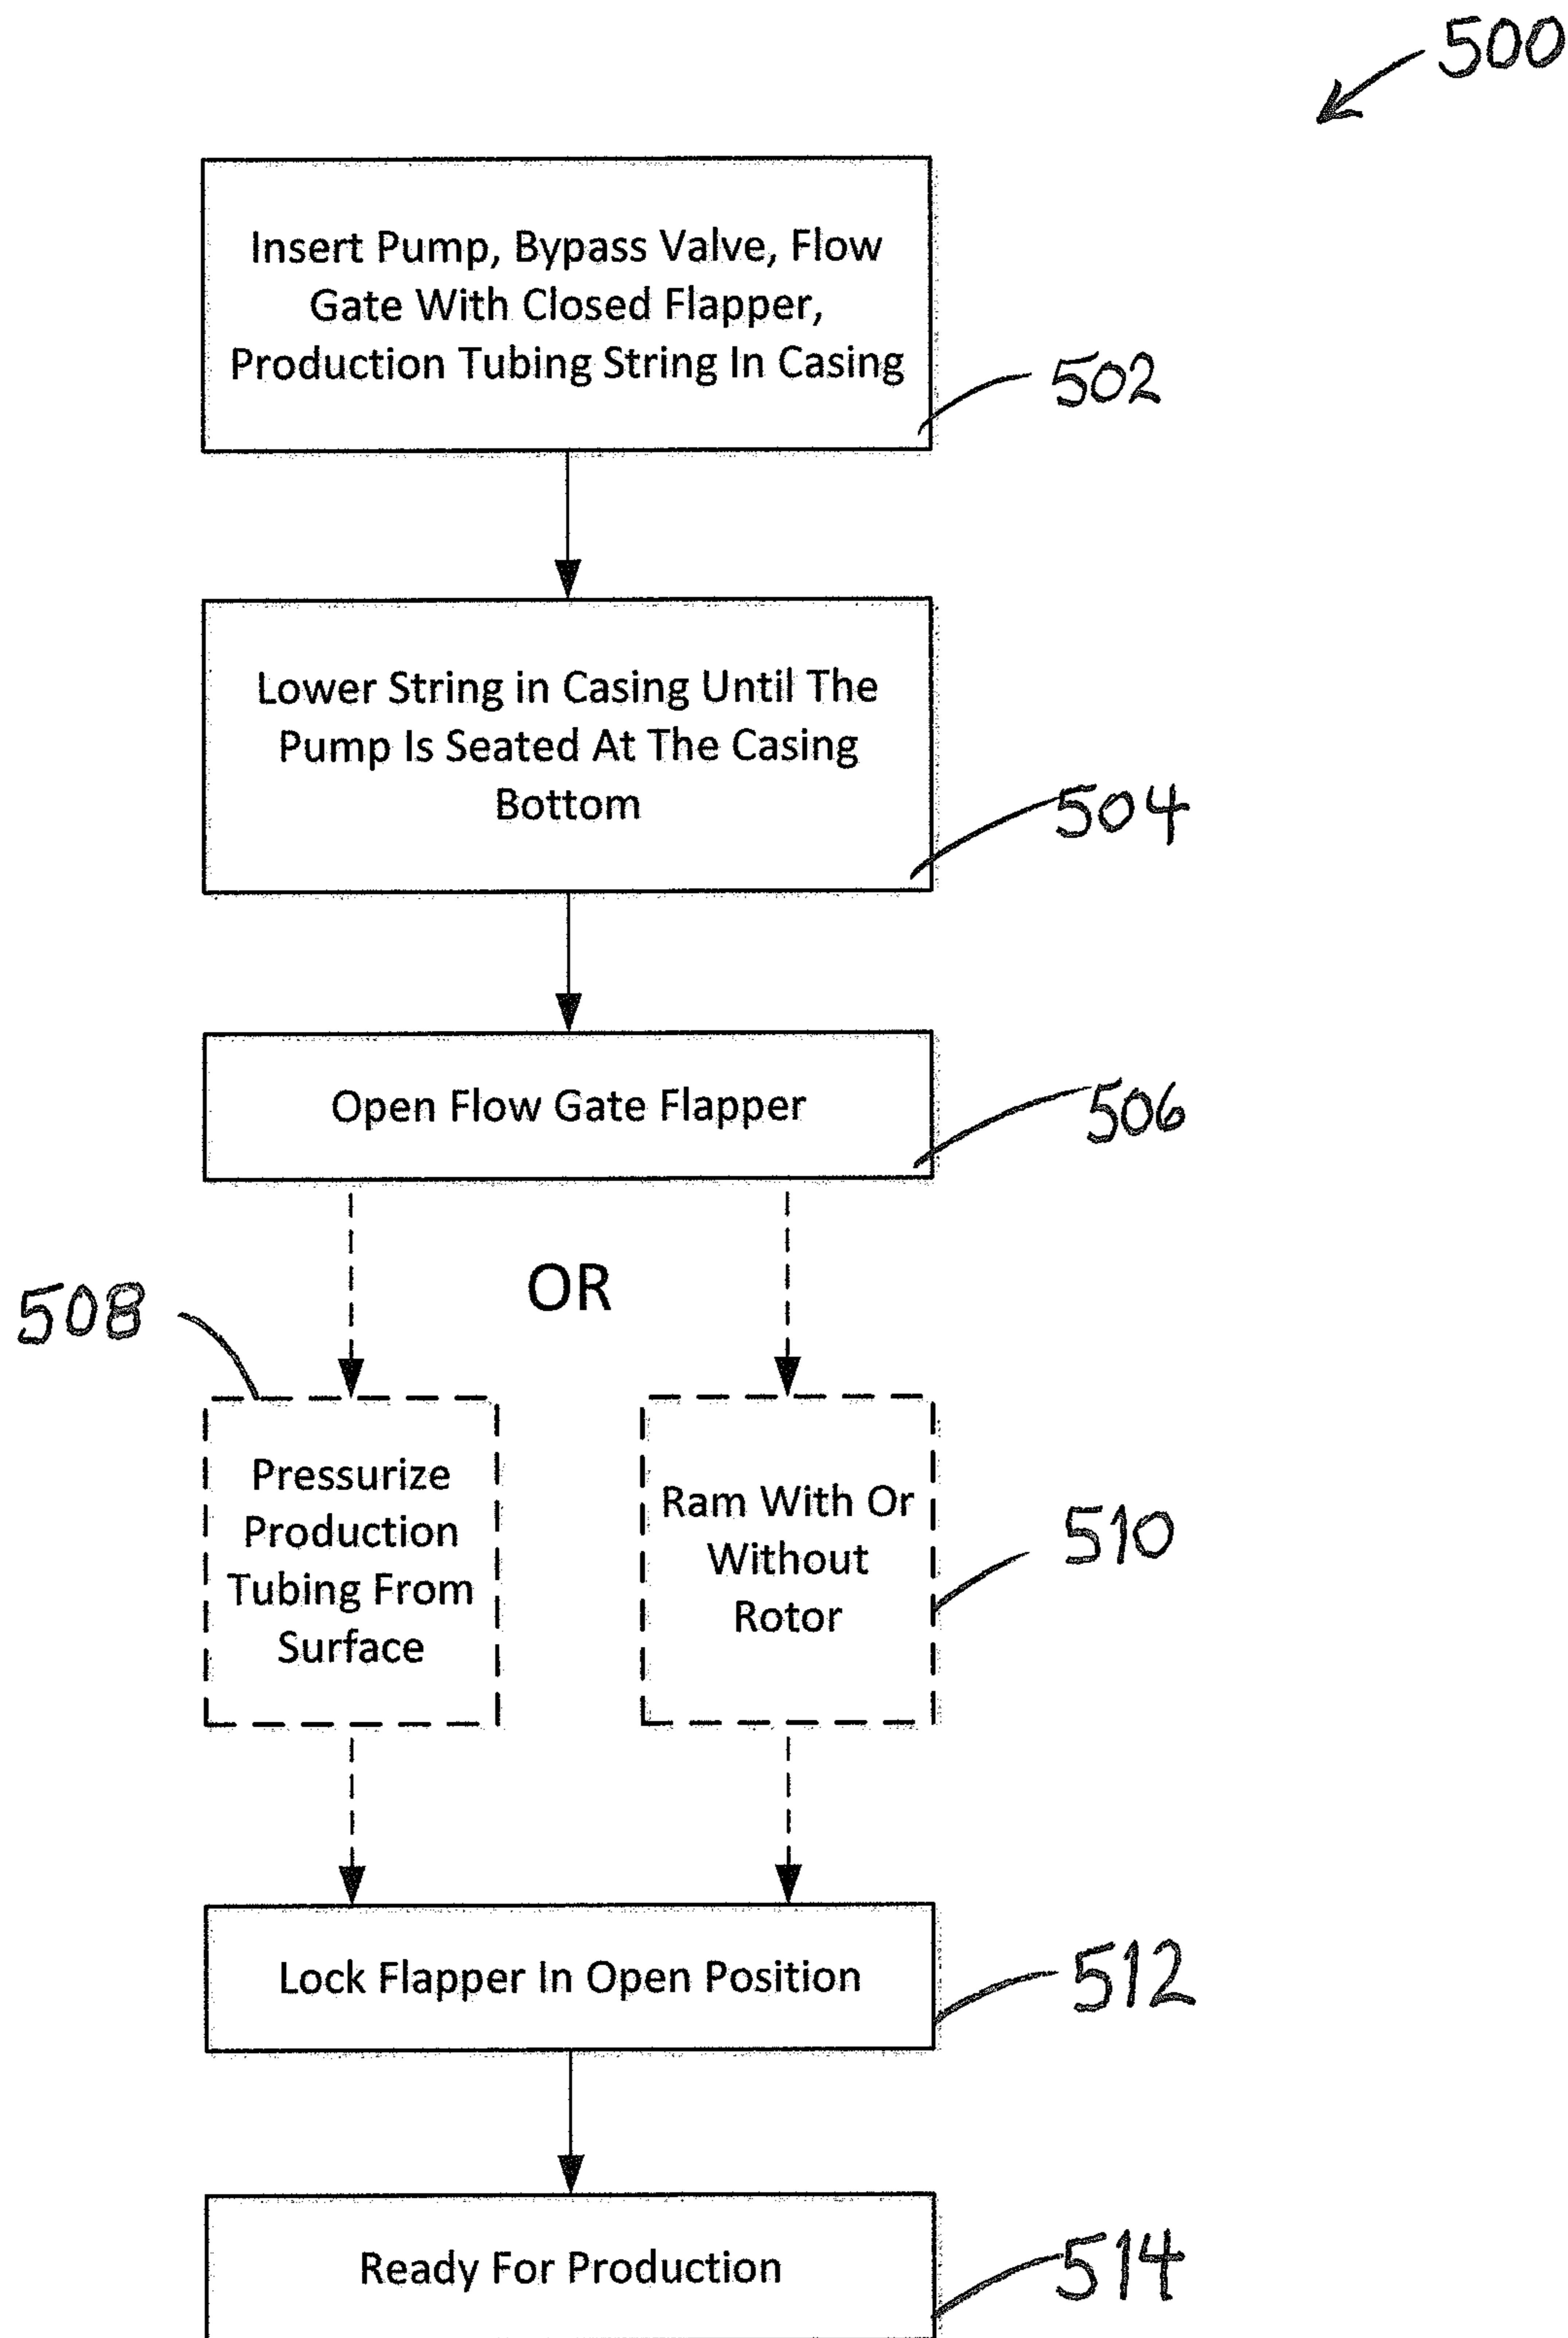 500
Insert Pump, Bypass Valve, Flow
Gate With Closed Flapper,
Production Tubing String In Casing
502
Lower String in Casing Until The
Pump Is Seated At The Casing
Bottom
504
Open Flow Gate Flapper
506
OR
508
Pressurize
Production
Tubing From
Surface
Ram With Or
Without
Rotor
510
Lock Flapper In Open Position
512
Ready For Production
514